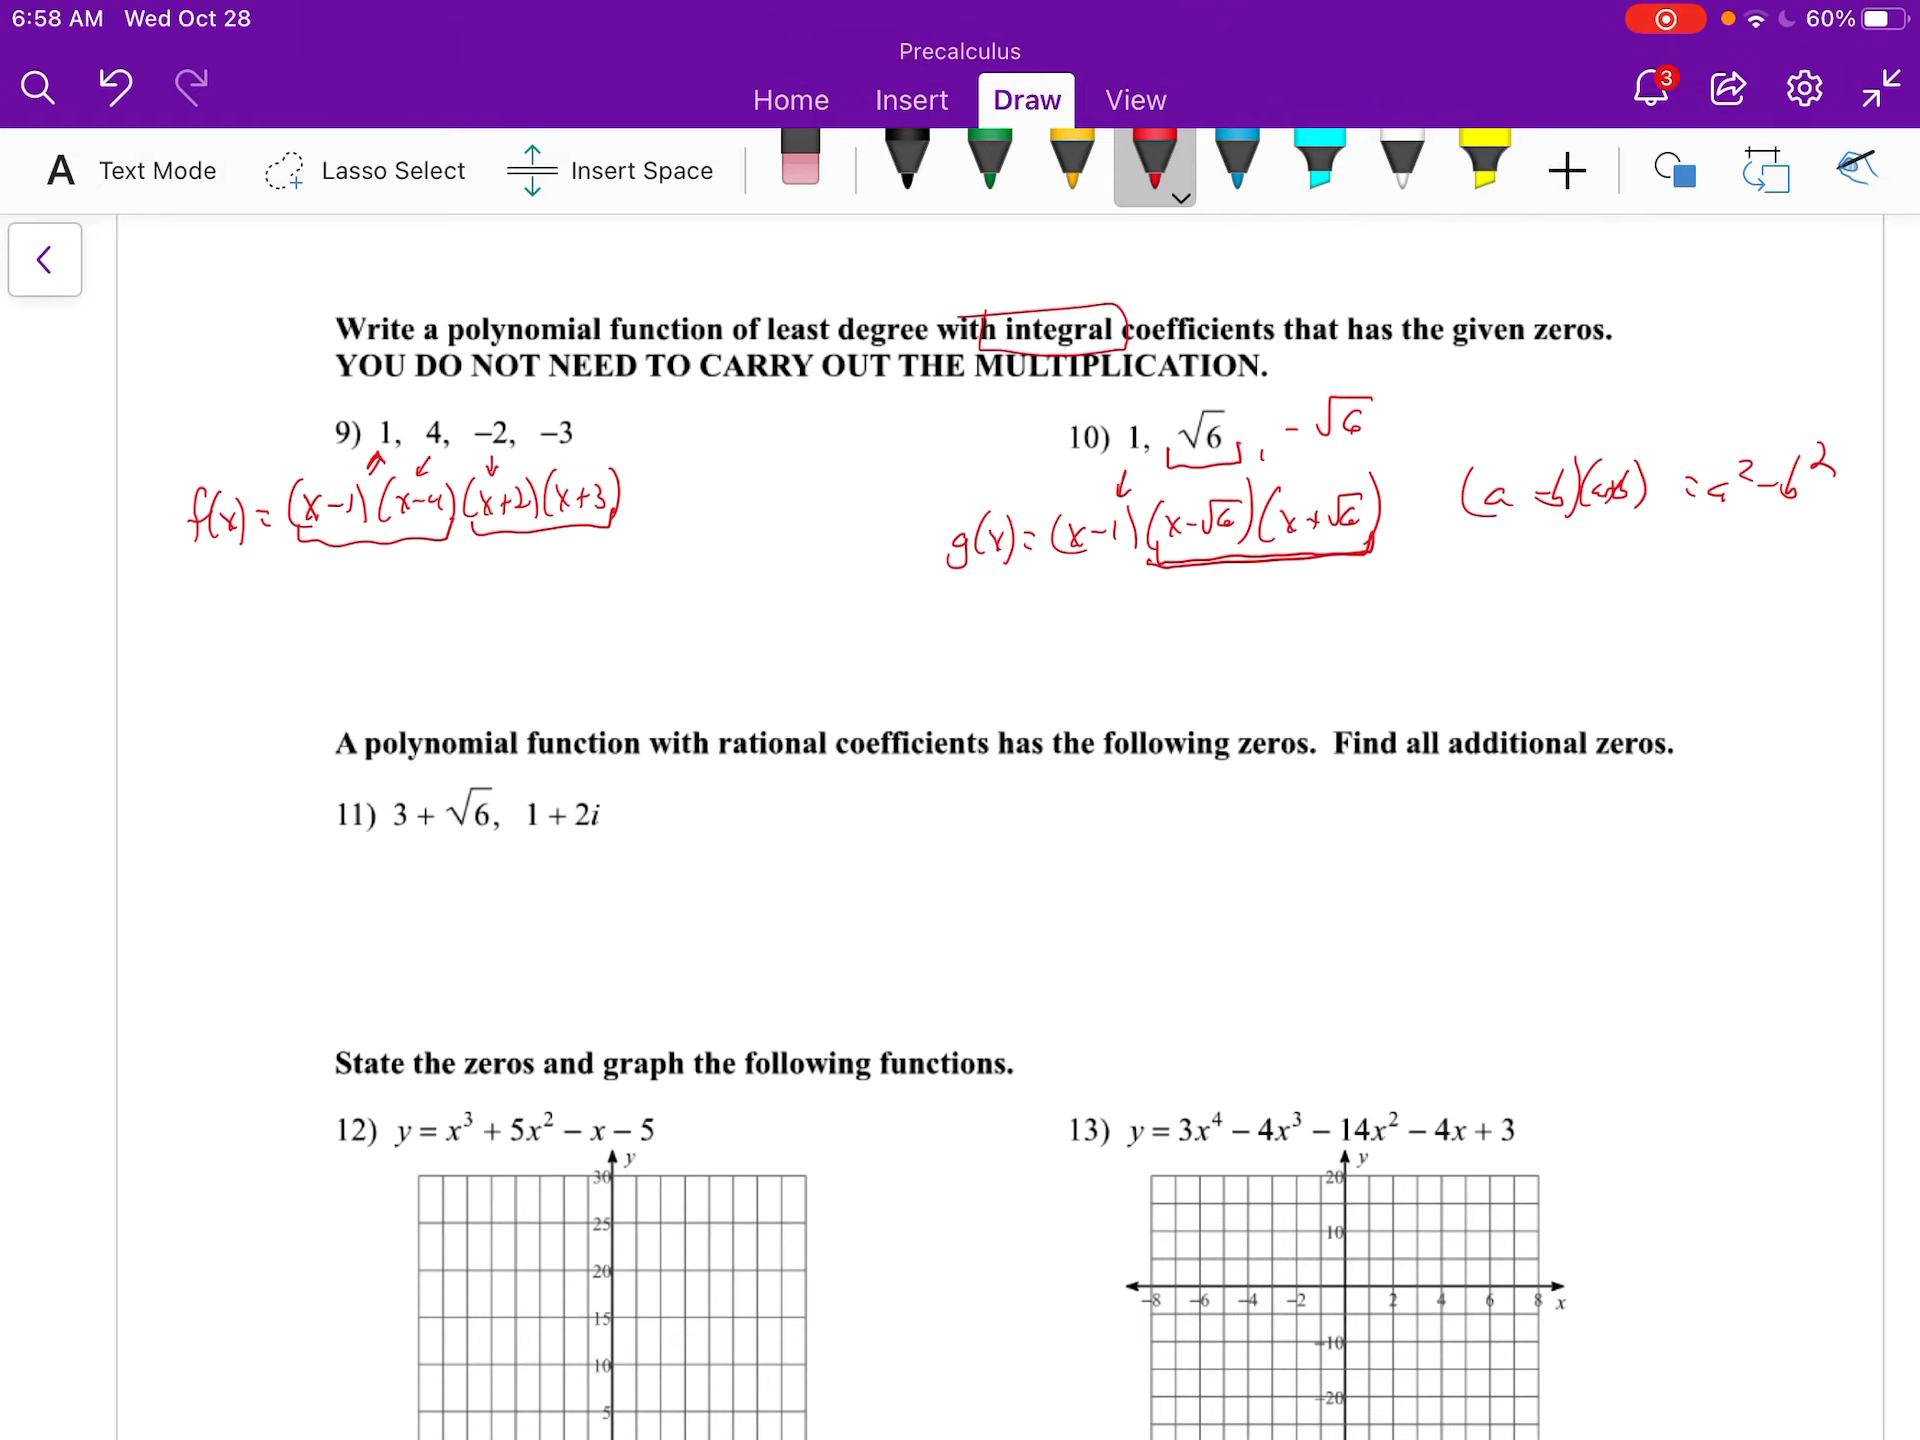 6:58 AM Wed Oct 28
60%
Precalculus
Home Insert Draw View
3
A Text Mode Lasso Select Insert Space
Write a polynomial function of least degree with integral coefficients that has the given zeros.
YOU DO NOT NEED TO CARRY OUT THE MULTIPLICATION.
9) 1, 4, −2, −3
f(x) = (x−1)(x−4)(x+2)(x+3)
10) 1, √6, −√6
g(x) = (x−1)(x−√6)(x+√6)
(a−b)(a+b) = a²−b²
A polynomial function with rational coefficients has the following zeros. Find all additional zeros.
11) 3 + √6, 1 + 2i
State the zeros and graph the following functions.
12) y = x³ + 5x² − x − 5
y
30
25
20
15
10
5
13) y = 3x⁴ − 4x³ − 14x² − 4x + 3
y
20
10
−8 −6 −4 −2 2 4 6 8 x
−10
−20